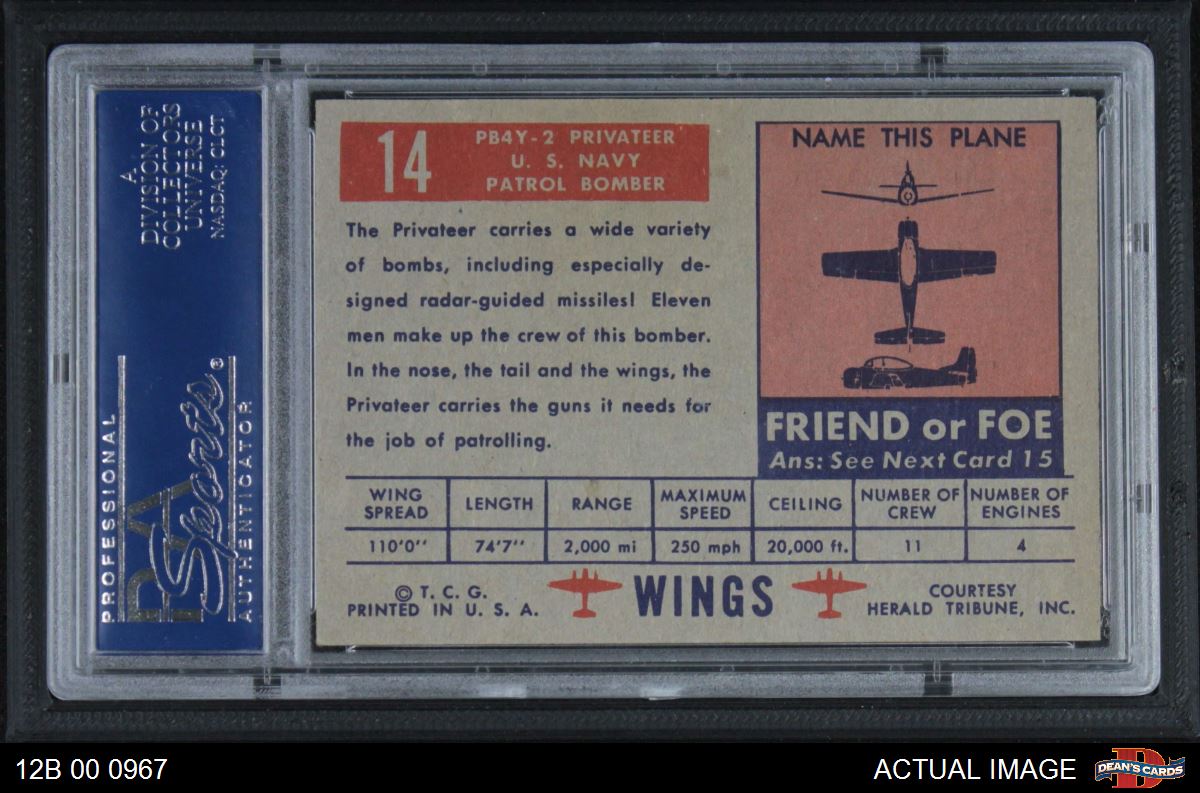 A
DIVISION OF
COLLECTORS
UNIVERSE
NASDAQ: CLCT
PROFESSIONAL
PSA
Sports®
AUTHENTICATOR
14
PB4Y-2 PRIVATEER
U. S. NAVY
PATROL BOMBER
The Privateer carries a wide variety
of bombs, including especially de-
signed radar-guided missiles! Eleven
men make up the crew of this bomber.
In the nose, the tail and the wings, the
Privateer carries the guns it needs for
the job of patrolling.
NAME THIS PLANE
FRIEND or FOE
Ans: See Next Card 15
WING SPREAD LENGTH RANGE MAXIMUM SPEED CEILING NUMBER OF CREW NUMBER OF ENGINES
110'0'' 74'7'' 2,000 mi 250 mph 20,000 ft. 11 4
© T. C. G.
PRINTED IN U. S. A.
WINGS
COURTESY
HERALD TRIBUNE, INC.
12B 00 0967
ACTUAL IMAGE
DEAN'S CARDS